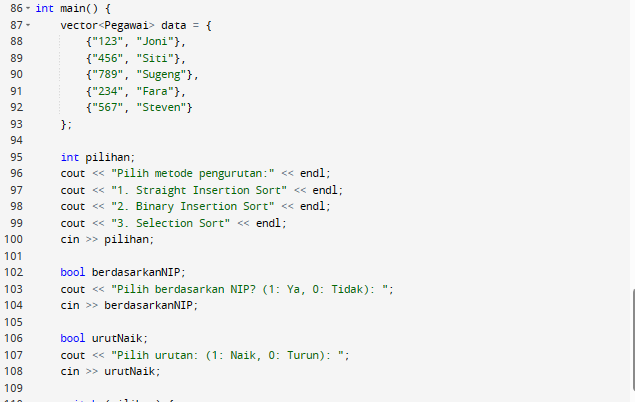 86 int main() {
87     vector<Pegawai> data = {
88         {"123", "Joni"},
89         {"456", "Siti"},
90         {"789", "Sugeng"},
91         {"234", "Fara"},
92         {"567", "Steven"}
93     };
94
95     int pilihan;
96     cout << "Pilih metode pengurutan:" << endl;
97     cout << "1. Straight Insertion Sort" << endl;
98     cout << "2. Binary Insertion Sort" << endl;
99     cout << "3. Selection Sort" << endl;
100     cin >> pilihan;
101
102     bool berdasarkanNIP;
103     cout << "Pilih berdasarkan NIP? (1: Ya, 0: Tidak): ";
104     cin >> berdasarkanNIP;
105
106     bool urutNaik;
107     cout << "Pilih urutan: (1: Naik, 0: Turun): ";
108     cin >> urutNaik;
109